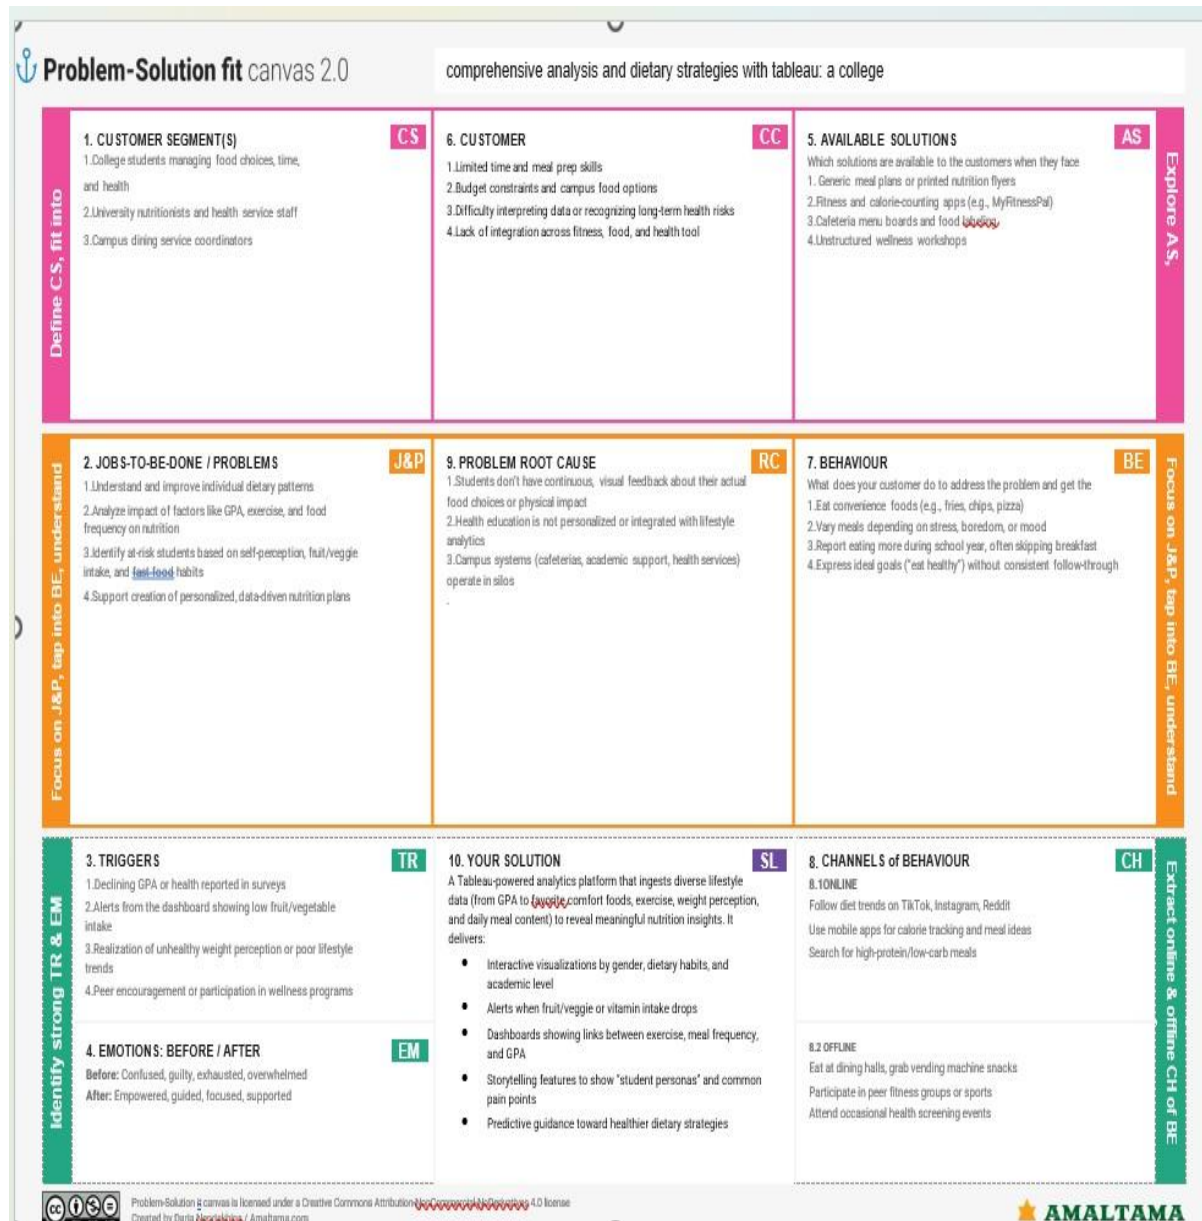 Problem-Solution fit canvas 2.0
comprehensive analysis and dietary strategies with tableau: a college
Define CS, fit into
1. CUSTOMER SEGMENT(S)
CS
1.College students managing food choices, time,
and health
2.University nutritionists and health service staff
3.Campus dining service coordinators
6. CUSTOMER
CC
1.Limited time and meal prep skills
2.Budget constraints and campus food options
3.Difficulty interpreting data or recognizing long-term health risks
4.Lack of integration across fitness, food, and health tool
5. AVAILABLE SOLUTIONS
AS
Which solutions are available to the customers when they face
1. Generic meal plans or printed nutrition flyers
2.Fitness and calorie-counting apps (e.g., MyFitnessPal)
3.Cafeteria menu boards and food labeling,
4.Unstructured wellness workshops
Explore AS,
Focus on J&P, tap into BE, understand
2. JOBS-TO-BE-DONE / PROBLEMS
J&P
1.Understand and improve individual dietary patterns
2.Analyze impact of factors like GPA, exercise, and food
frequency on nutrition
3.Identify at-risk students based on self-perception, fruit/veggie
intake, and fast-food habits
4.Support creation of personalized, data-driven nutrition plans
9. PROBLEM ROOT CAUSE
RC
1.Students don't have continuous, visual feedback about their actual
food choices or physical impact
2.Health education is not personalized or integrated with lifestyle
analytics
3.Campus systems (cafeterias, academic support, health services)
operate in silos
.
7. BEHAVIOUR
BE
What does your customer do to address the problem and get the
1.Eat convenience foods (e.g., fries, chips, pizza)
2.Vary meals depending on stress, boredom, or mood
3.Report eating more during school year, often skipping breakfast
4.Express ideal goals ("eat healthy") without consistent follow-through
Focus on J&P, tap into BE, understand
Identify strong TR & EM
3. TRIGGERS
TR
1.Declining GPA or health reported in surveys
2.Alerts from the dashboard showing low fruit/vegetable
intake
3.Realization of unhealthy weight perception or poor lifestyle
trends
4.Peer encouragement or participation in wellness programs
4. EMOTIONS: BEFORE / AFTER
EM
Before: Confused, guilty, exhausted, overwhelmed
After: Empowered, guided, focused, supported
10. YOUR SOLUTION
SL
A Tableau-powered analytics platform that ingests diverse lifestyle
data (from GPA to favorite comfort foods, exercise, weight perception,
and daily meal content) to reveal meaningful nutrition insights. It
delivers:
• Interactive visualizations by gender, dietary habits, and
academic level
• Alerts when fruit/veggie or vitamin intake drops
• Dashboards showing links between exercise, meal frequency,
and GPA
• Storytelling features to show "student personas" and common
pain points
• Predictive guidance toward healthier dietary strategies
8. CHANNELS of BEHAVIOUR
CH
8.1ONLINE
Follow diet trends on TikTok, Instagram, Reddit
Use mobile apps for calorie tracking and meal ideas
Search for high-protein/low-carb meals
8.2 OFFLINE
Eat at dining halls, grab vending machine snacks
Participate in peer fitness groups or sports
Attend occasional health screening events
Extract online & offline CH of BE
Problem-Solution canvas is licensed under a Creative Commons Attribution-NonCommercial-NoDerivatives 4.0 license
Created by Daria / Amaltama.com
AMALTAMA